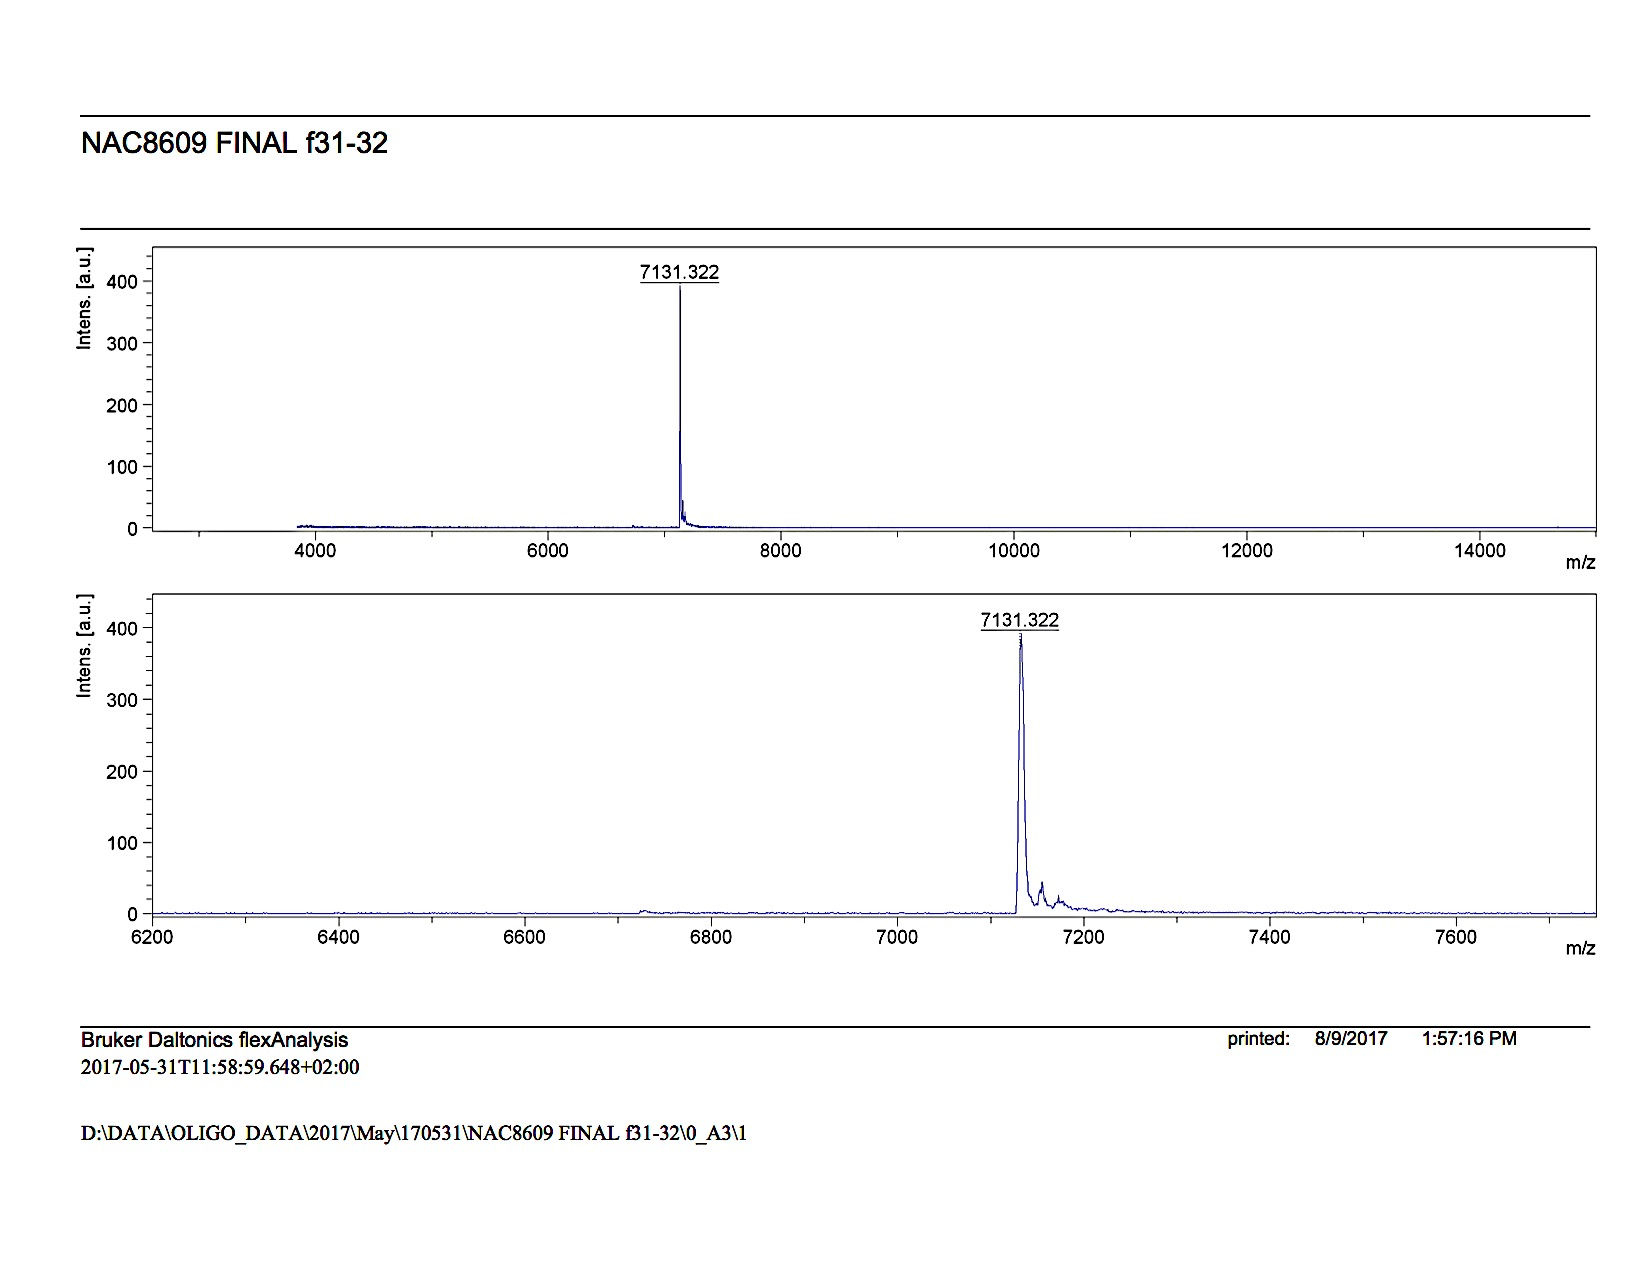 NAC8609 FINAL f31-32
Intens. [a.u.]
7131.322
400
300
200
100
0
4000 6000 8000 10000 12000 14000
m/z
Intens. [a.u.]
7131.322
400
300
200
100
0
6200 6400 6600 6800 7000 7200 7400 7600
m/z
Bruker Daltonics flexAnalysis printed: 8/9/2017 1:57:16 PM
2017-05-31T11:58:59.648+02:00
D:\DATA\OLIGO_DATA\2017\May\170531\NAC8609 FINAL f31-32\0_A3\1